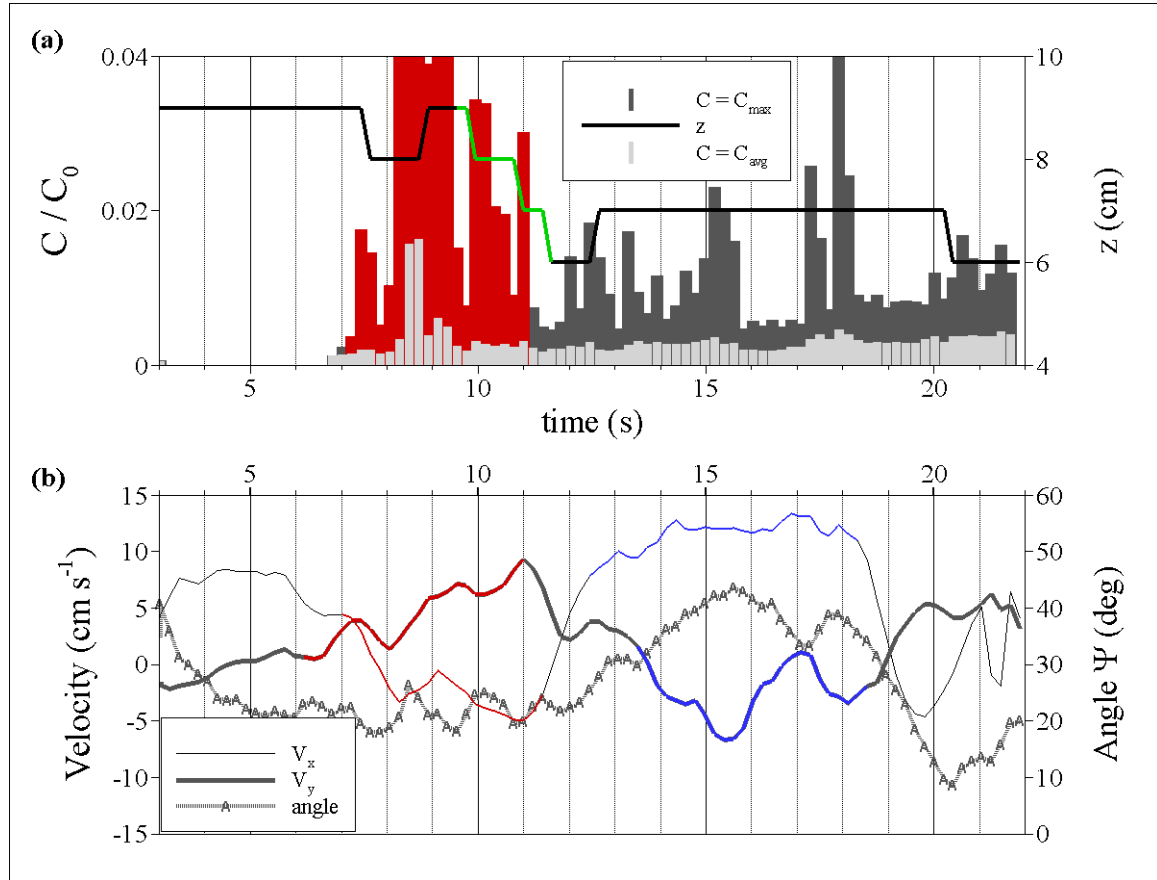 (a)
0.04
0.02
0
C / C0
10
8
6
4
z (cm)
C = Cmax
z
C = Cavg
5
10
15
20
time (s)
(b)
5
10
15
20
15
10
5
0
-5
-10
-15
Velocity (cm s-1)
60
50
40
30
20
10
0
Angle Ψ (deg)
Vx
Vy
angle